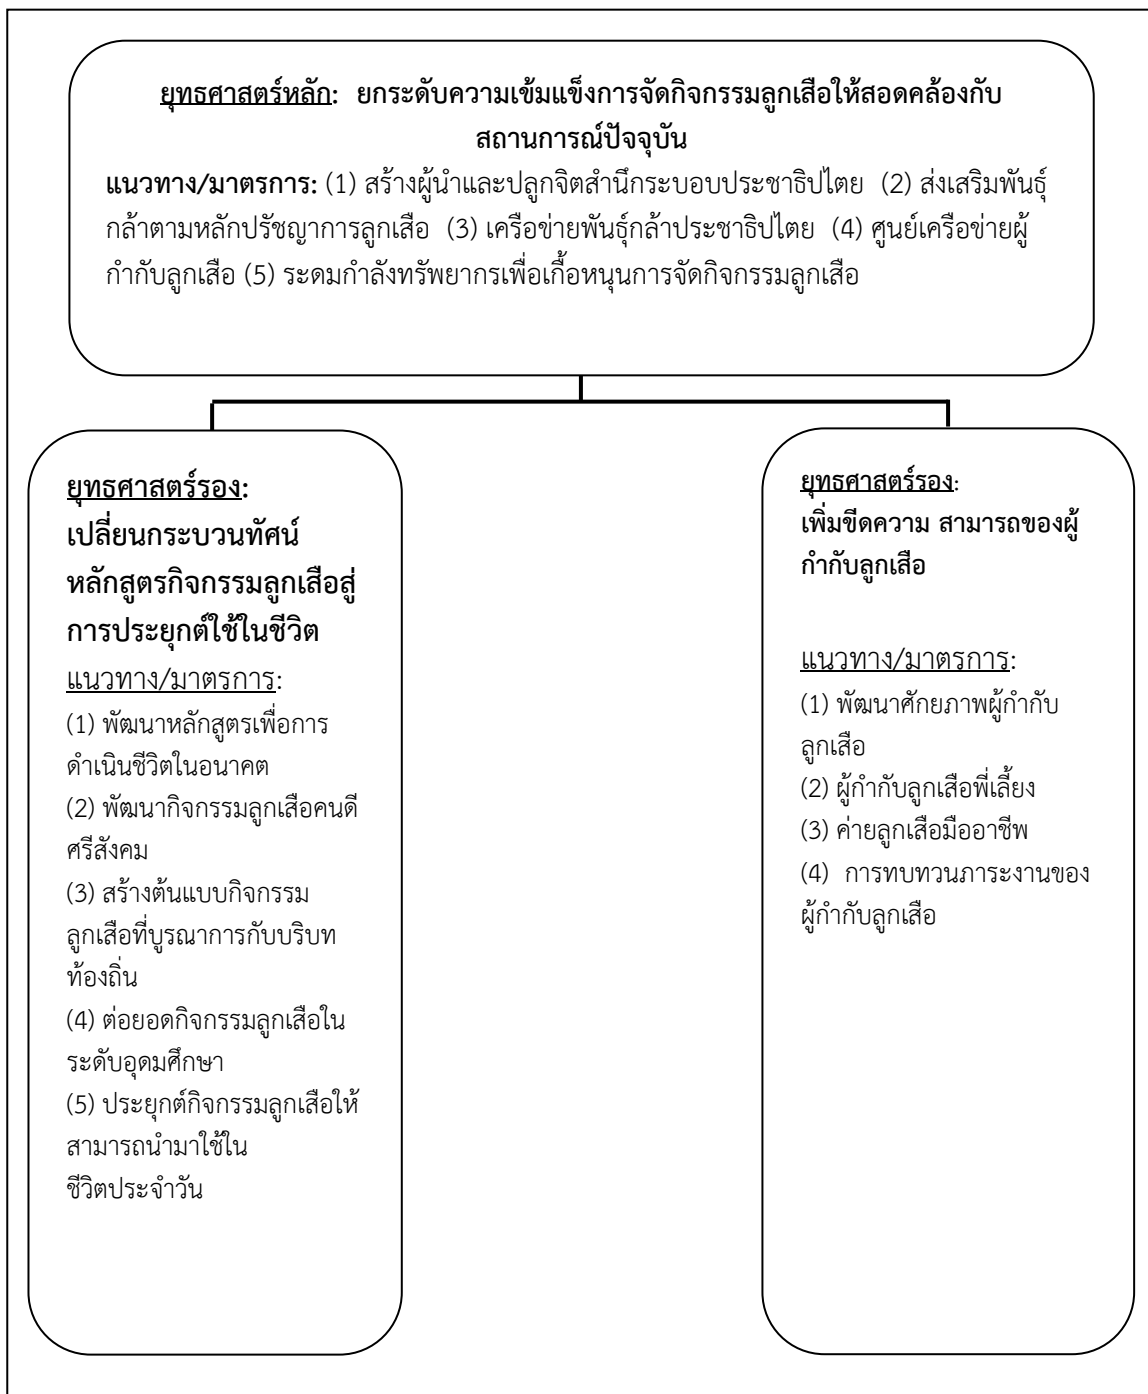 ยุทธศาสตร์หลัก: ยกระดับความเข้มแข็งการจัดกิจกรรมลูกเสือให้สอดคล้องกับ
สถานการณ์ปัจจุบัน
แนวทาง/มาตรการ: (1) สร้างผู้นำและปลูกจิตสำนึกระบอบประชาธิปไตย (2) ส่งเสริมพันธุ์
กล้าตามหลักปรัชญาการลูกเสือ (3) เครือข่ายพันธุ์กล้าประชาธิปไตย (4) ศูนย์เครือข่ายผู้
กำกับลูกเสือ (5) ระดมกำลังทรัพยากรเพื่อเกื้อหนุนการจัดกิจกรรมลูกเสือ
ยุทธศาสตร์รอง:
เปลี่ยนกระบวนทัศน์
หลักสูตรกิจกรรมลูกเสือสู่
การประยุกต์ใช้ในชีวิต
แนวทาง/มาตรการ:
(1) พัฒนาหลักสูตรเพื่อการ
ดำเนินชีวิตในอนาคต
(2) พัฒนากิจกรรมลูกเสือคนดี
ศรีสังคม
(3) สร้างต้นแบบกิจกรรม
ลูกเสือที่บูรณาการกับบริบท
ท้องถิ่น
(4) ต่อยอดกิจกรรมลูกเสือใน
ระดับอุดมศึกษา
(5) ประยุกต์กิจกรรมลูกเสือให้
สามารถนำมาใช้ใน
ชีวิตประจำวัน
ยุทธศาสตร์รอง:
เพิ่มขีดความ สามารถของผู้
กำกับลูกเสือ
แนวทาง/มาตรการ:
(1) พัฒนาศักยภาพผู้กำกับ
ลูกเสือ
(2) ผู้กำกับลูกเสือพี่เลี้ยง
(3) ค่ายลูกเสือมืออาชีพ
(4) การทบทวนภาระงานของ
ผู้กำกับลูกเสือ